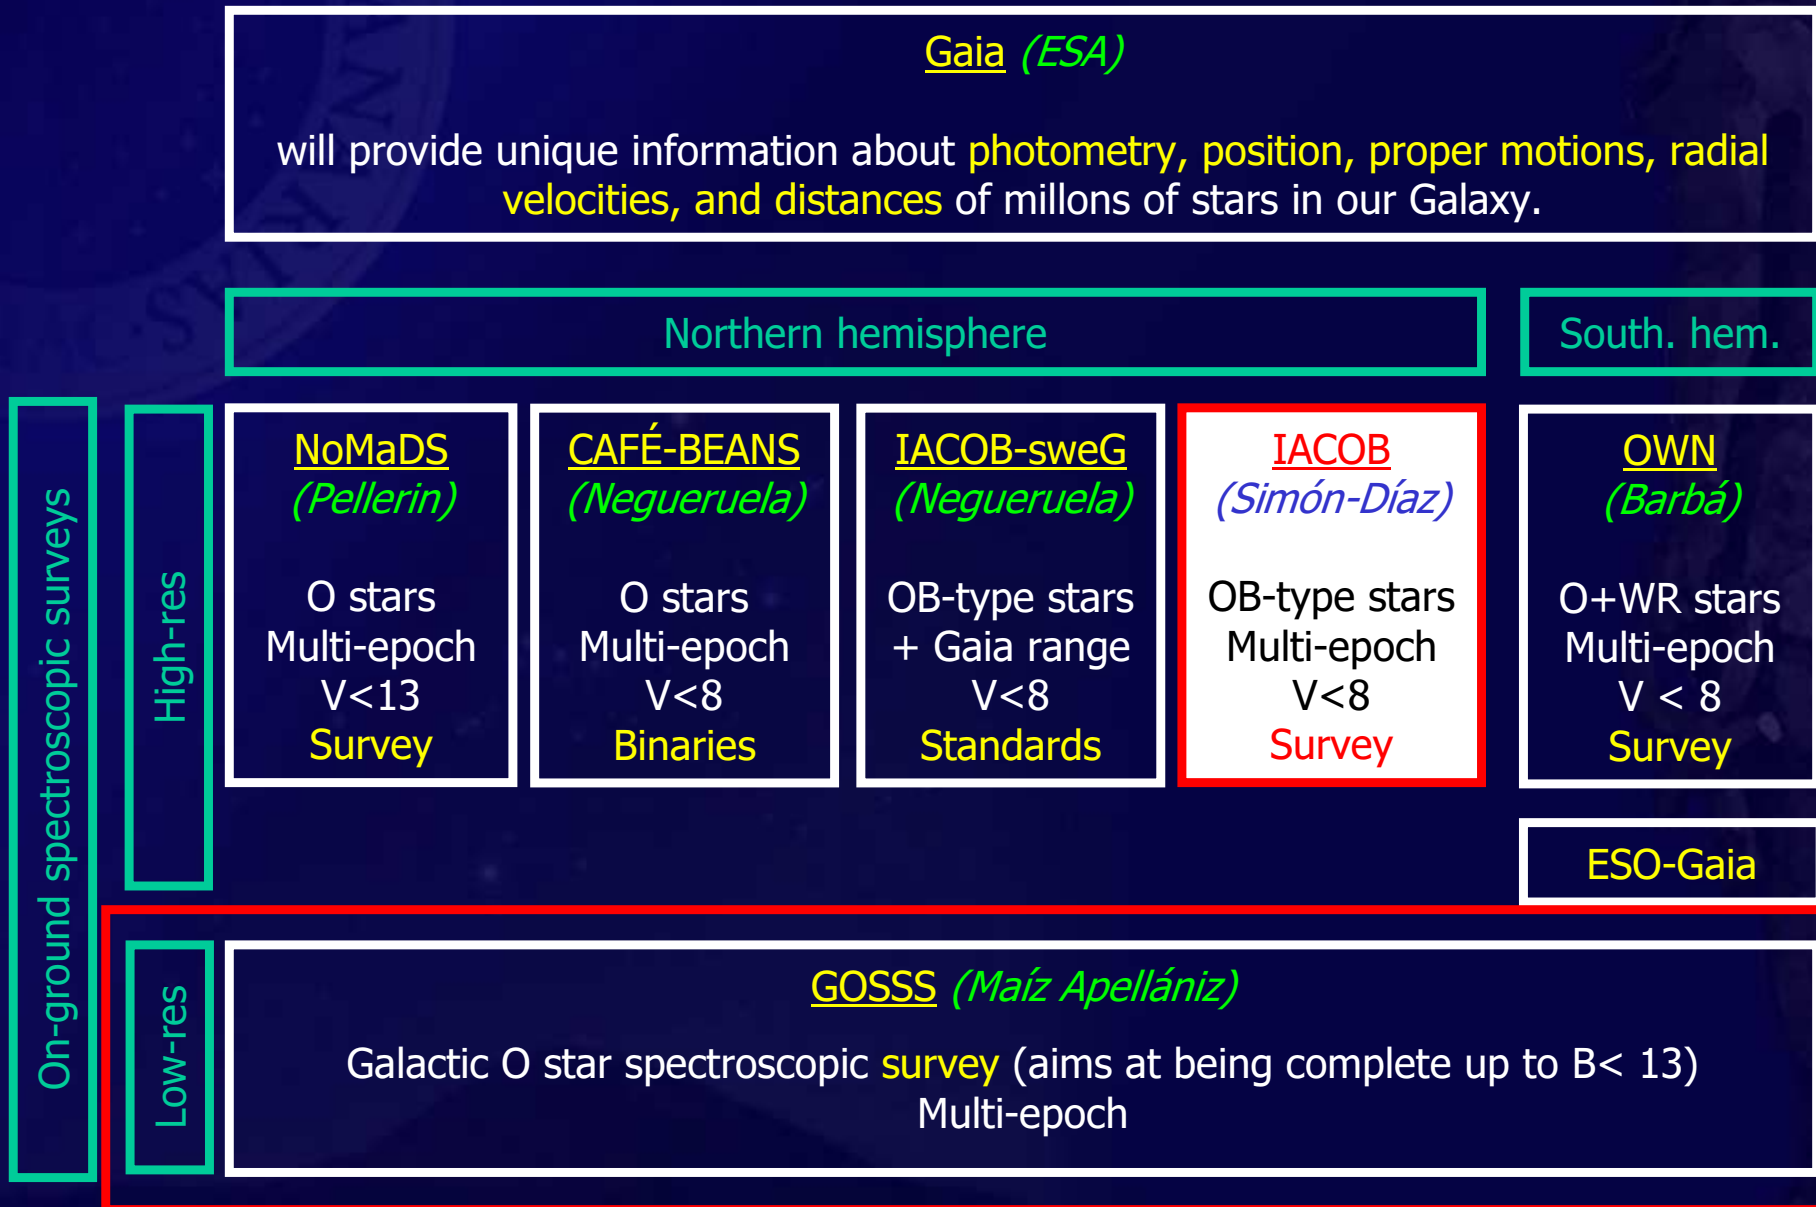 Gaia (ESA)
will provide unique information about photometry, position, proper motions, radial
velocities, and distances of millons of stars in our Galaxy.
Northern hemisphere
South. hem.
On-ground spectroscopic surveys
High-res
NoMaDS
(Pellerin)
O stars
Multi-epoch
V<13
Survey
CAFÉ-BEANS
(Negueruela)
O stars
Multi-epoch
V<8
Binaries
IACOB-sweG
(Negueruela)
OB-type stars
+ Gaia range
V<8
Standards
IACOB
(Simón-Díaz)
OB-type stars
Multi-epoch
V<8
Survey
OWN
(Barbá)
O+WR stars
Multi-epoch
V < 8
Survey
ESO-Gaia
Low-res
GOSSS (Maíz Apellániz)
Galactic O star spectroscopic survey (aims at being complete up to B< 13)
Multi-epoch